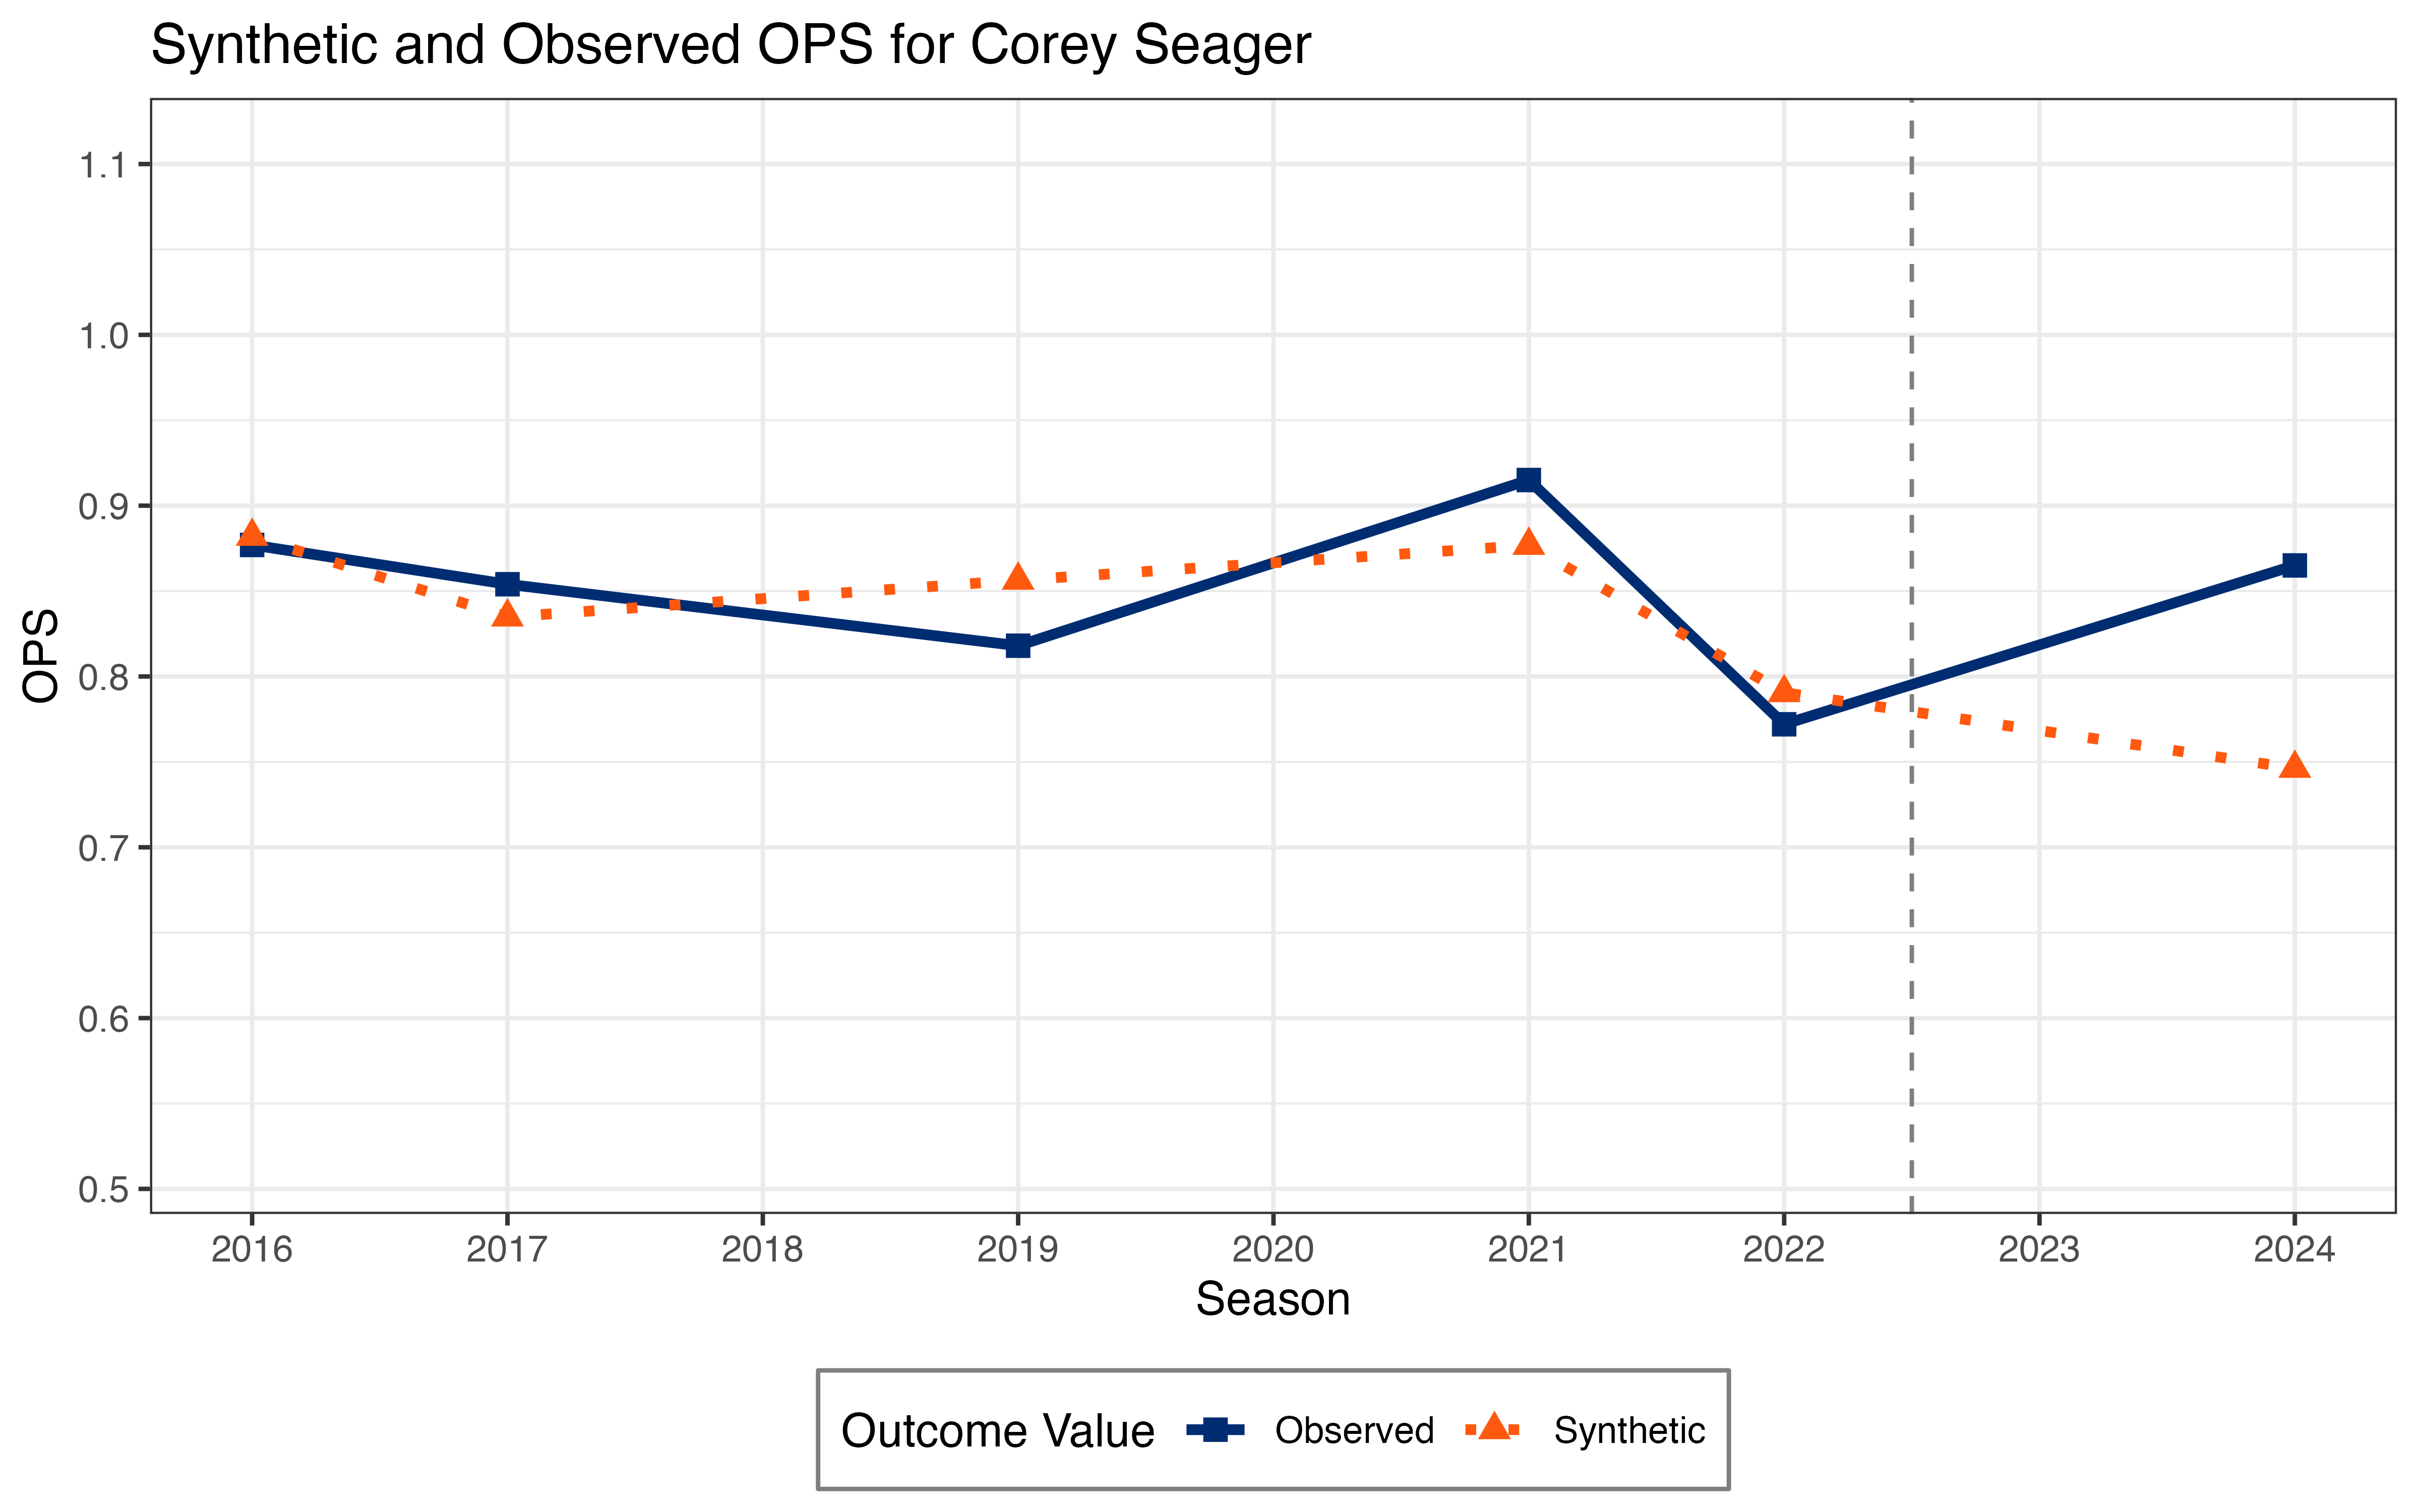 Synthetic and Observed OPS for Corey Seager
1.1
1.0
0.9
0.8
0.7
0.6
0.5
OPS
2016 2017 2018 2019 2020 2021 2022 2023 2024
Season
Outcome Value Observed Synthetic